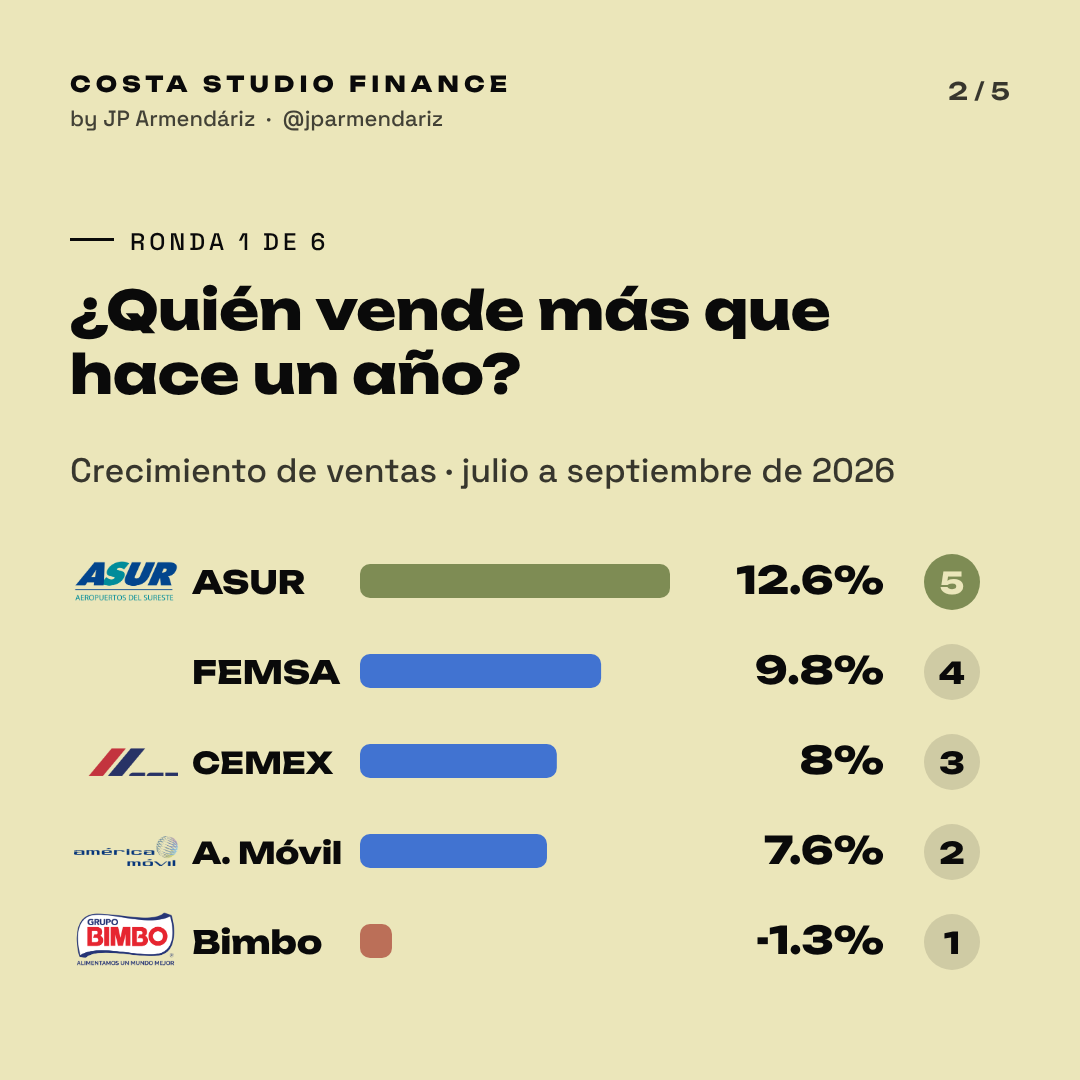 COSTA STUDIO FINANCE
by JP Armendáriz · @jparmendariz
2 / 5
RONDA 1 DE 6
¿Quién vende más que
hace un año?
Crecimiento de ventas · julio a septiembre de 2026
ASUR
AEROPUERTOS DEL SURESTE
ASUR 12.6% 5
FEMSA 9.8% 4
CEMEX 8% 3
américa
móvil
A. Móvil 7.6% 2
GRUPO
BIMBO
ALIMENTAMOS UN MUNDO MEJOR
Bimbo -1.3% 1